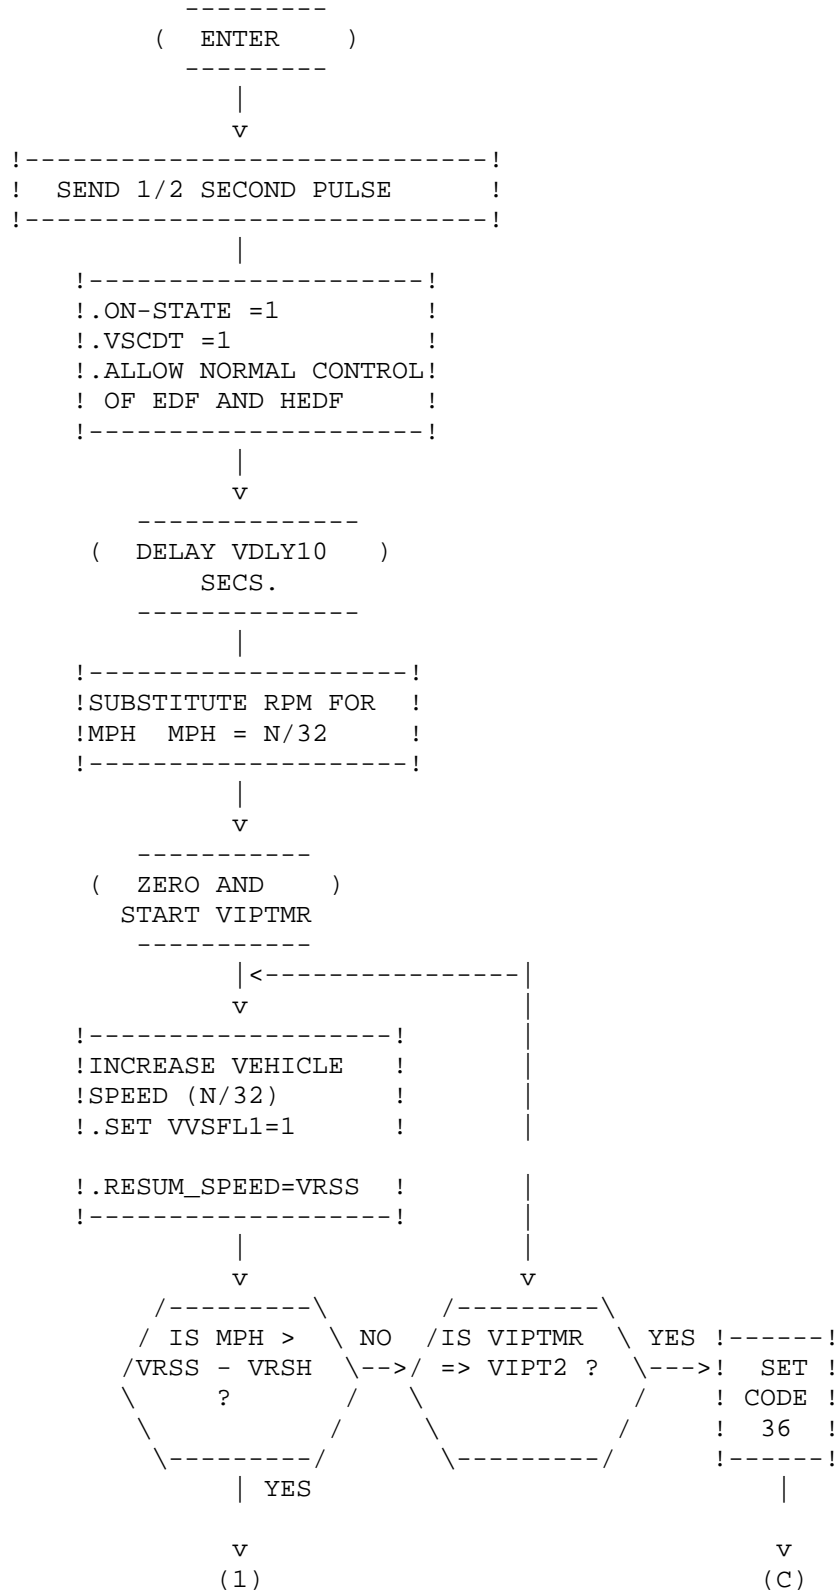 ---------
( ENTER )
---------
|
v
!-----------------------------!
! SEND 1/2 SECOND PULSE !
!-----------------------------!
|
!---------------------!
!.ON-STATE =1 !
!.VSCDT =1 !
!.ALLOW NORMAL CONTROL!
! OF EDF AND HEDF !
!---------------------!
|
v
--------------
( DELAY VDLY10 )
SECS.
--------------
|
!--------------------!
!SUBSTITUTE RPM FOR !
!MPH MPH = N/32 !
!--------------------!
|
v
-----------
( ZERO AND )
START VIPTMR
-----------
|<----------------|
v |
!-------------------! |
!INCREASE VEHICLE ! |
!SPEED (N/32) ! |
!.SET VVSFL1=1 ! |
!.RESUM_SPEED=VRSS ! |
!-------------------! |
| |
v v
/---------\ /---------\
/ IS MPH > \ NO /IS VIPTMR \ YES !------!
/VRSS - VRSH \-->/ => VIPT2 ? \--->! SET !
\ ? / \ / ! CODE !
\ / \ / ! 36 !
\---------/ \---------/ !------!
| YES |
v v
(1) (C)